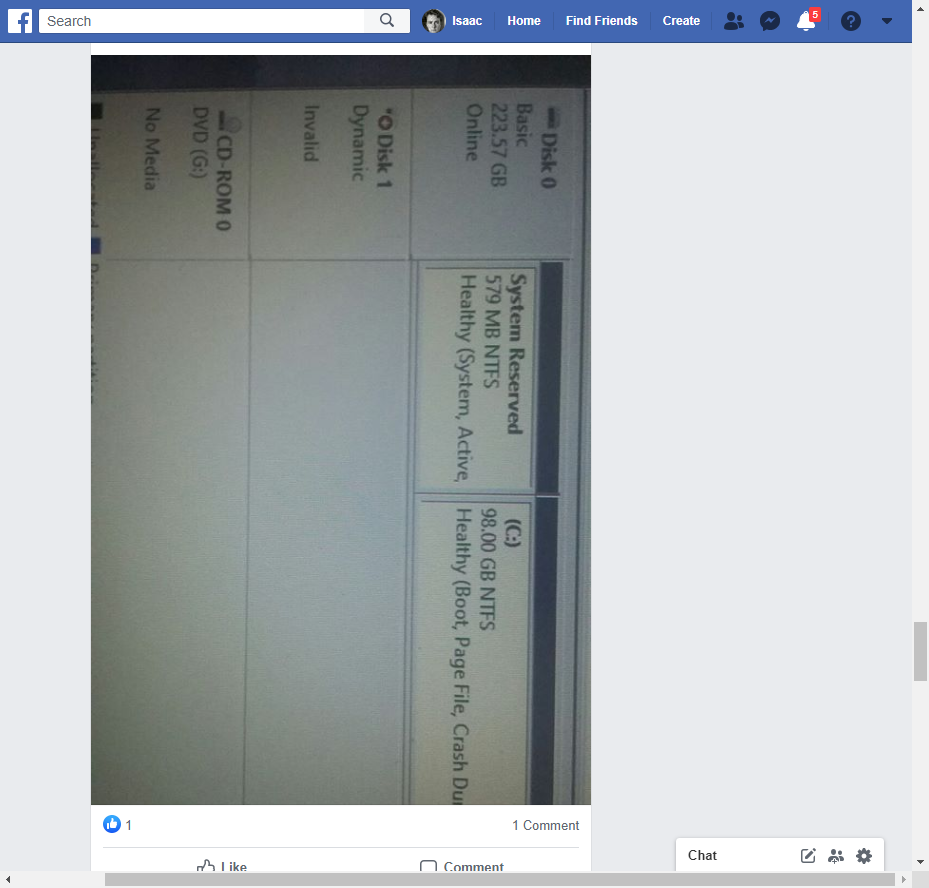 f
Search
Isaac
Home
Find Friends
Create
5
?
Disk 0
Basic
223.57 GB
Online
System Reserved
579 MB NTFS
Healthy (System, Active,
(C:)
98.00 GB NTFS
Healthy (Boot, Page File, Crash Du
Disk 1
Dynamic
Invalid
CD-ROM 0
DVD (G:)
No Media
1
1 Comment
Like
Comment
Chat